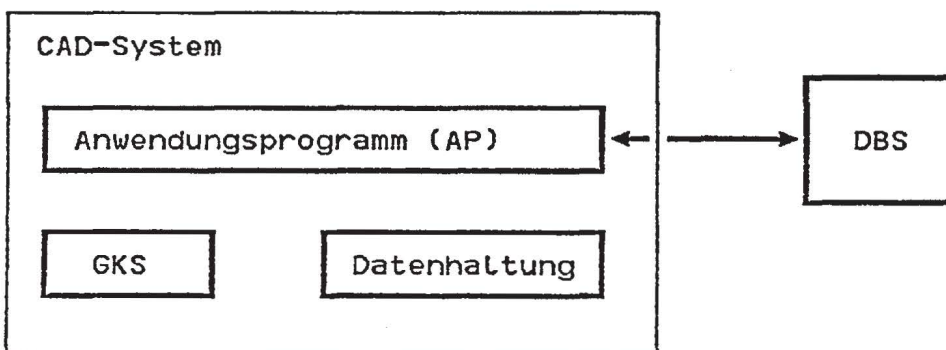 CAD-System
Anwendungsprogramm (AP)
DBS
GKS
Datenhaltung